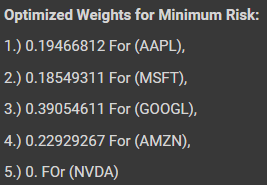 Optimized Weights for Minimum Risk:
1.) 0.19466812 For (AAPL),
2.) 0.18549311 For (MSFT),
3.) 0.39054611 For (GOOGL),
4.) 0.22929267 For (AMZN),
5.) 0. FOr (NVDA)